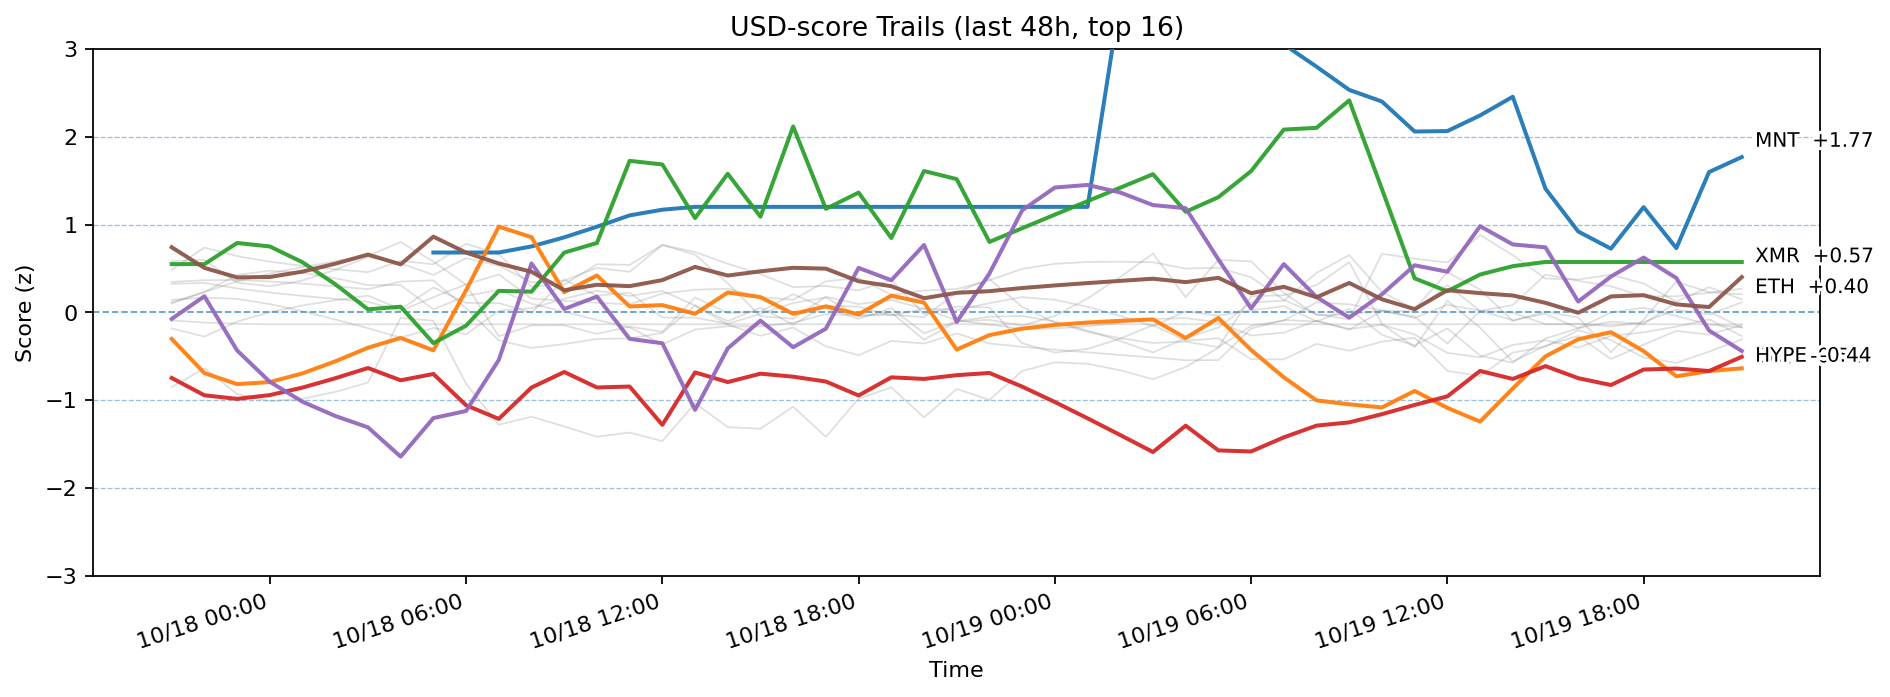 USD-score Trails (last 48h, top 16)
Score (z)
3
2
1
0
−1
−2
−3
MNT +1.77
XMR +0.57
ETH +0.40
HYPE
10/18 00:00
10/18 06:00
10/18 12:00
10/18 18:00
10/19 00:00
10/19 06:00
10/19 12:00
10/19 18:00
Time